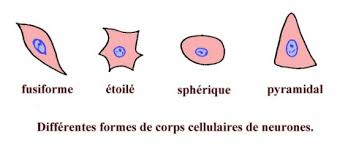 fusiforme étoilé sphérique pyramidal
Différentes formes de corps cellulaires de neurones.